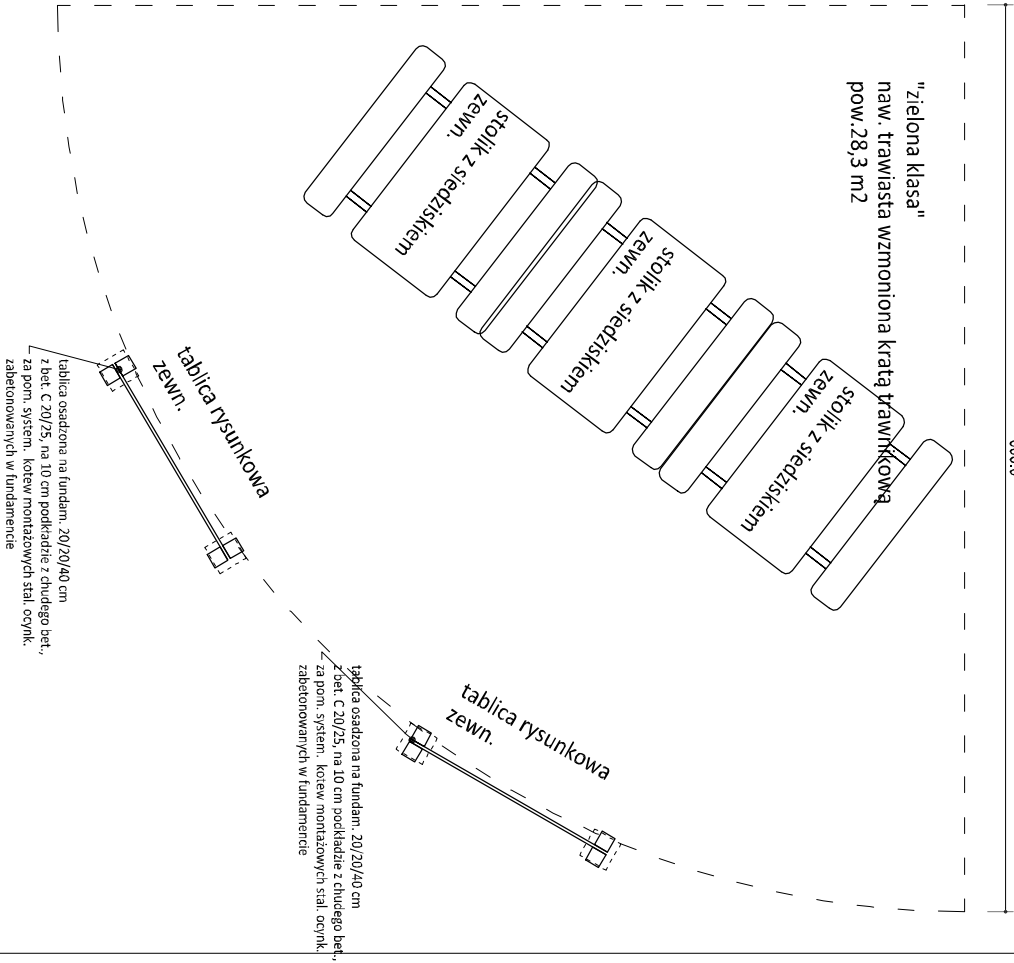 "zielona klasa"
naw. trawiasta wzmoniona kratą trawnikową
pow.28,3 m2
stolik z siedziskiem
zewn.
stolik z siedziskiem
zewn.
stolik z siedziskiem
zewn.
tablica rysunkowa
zewn.
tablica osadzona na fundam. 20/20/40 cm
z bet. C 20/25, na 10 cm podkładzie z chudego bet.,
za pom. system. kotew montażowych stal. ocynk.
zabetonowanych w fundamencie
tablica rysunkowa
zewn.
tablica osadzona na fundam. 20/20/40 cm
z bet. C 20/25, na 10 cm podkładzie z chudego bet.,
za pom. system. kotew montażowych stal. ocynk.
zabetonowanych w fundamencie